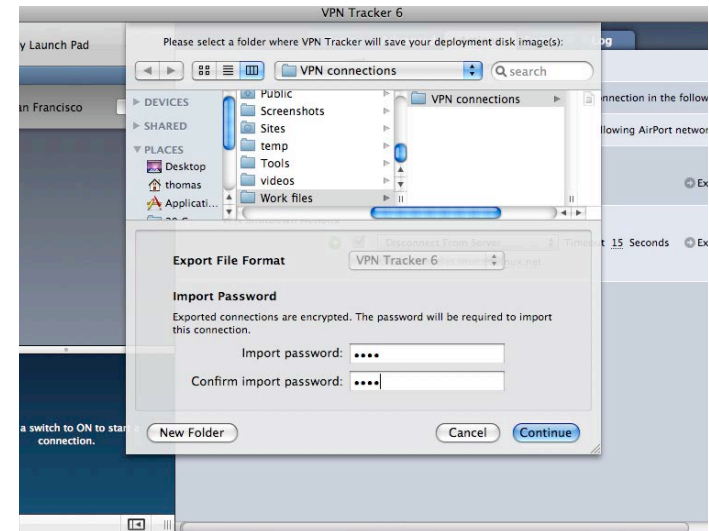 VPN Tracker 6
y Launch Pad
Please select a folder where VPN Tracker will save your deployment disk image(s):
og
VPN connections
search
an Francisco
DEVICES
SHARED
PLACES
Desktop
thomas
Applicati...
Public
Screenshots
Sites
temp
Tools
videos
Work files
VPN connections
nnection in the follow
llowing AirPort networ
Ex
Disconnect From Server
Timeout 15 Seconds
Ex
Export File Format
VPN Tracker 6
Import Password
Exported connections are encrypted. The password will be required to import
this connection.
Import password: ••••
Confirm import password: ••••
a switch to ON to start
connection.
New Folder
Cancel
Continue